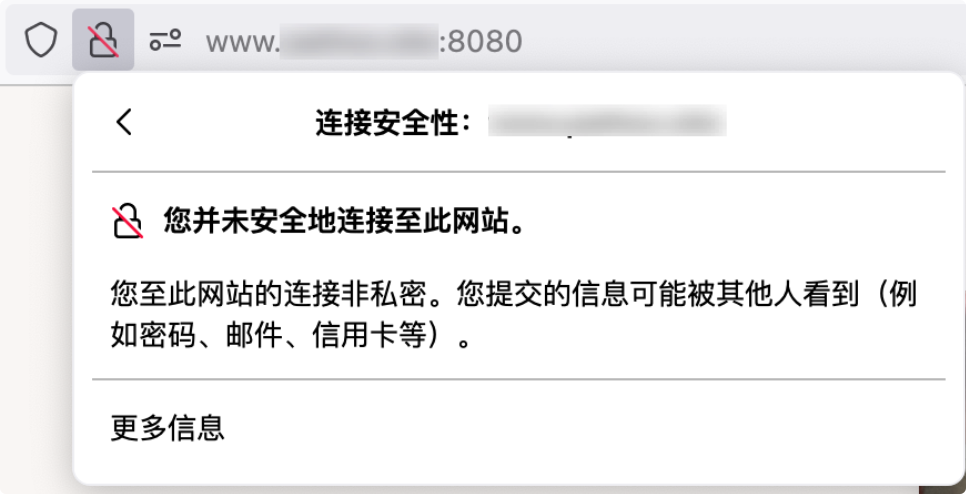 www. :8080
连接安全性：
您并未安全地连接至此网站。
您至此网站的连接非私密。您提交的信息可能被其他人看到（例
如密码、邮件、信用卡等）。
更多信息